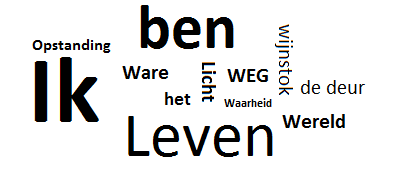 ben
Opstanding
Ik
Ware
Licht
WEG
wijnstok
de deur
het
Waarheid
Wereld
Leven